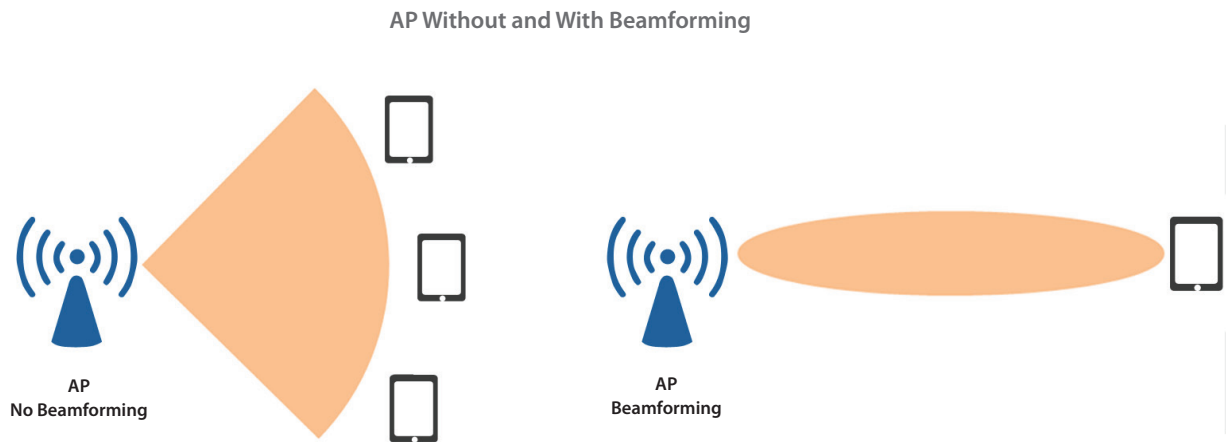 AP Without and With Beamforming
AP
No Beamforming
AP
Beamforming